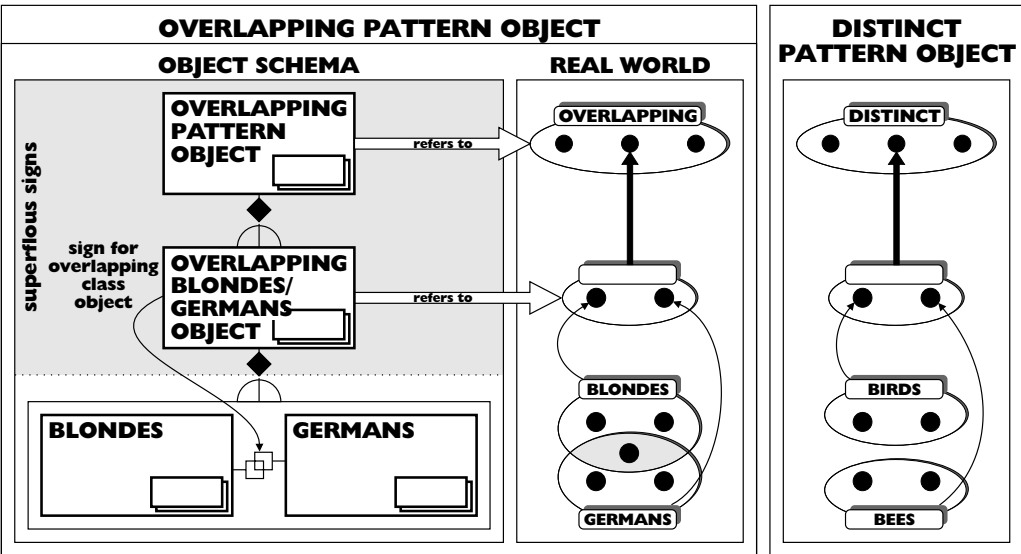 OVERLAPPING PATTERN OBJECT
OBJECT SCHEMA
REAL WORLD
superflous signs
OVERLAPPING
PATTERN
OBJECT
refers to
OVERLAPPING
sign for
overlapping
class
object
OVERLAPPING
BLONDES/
GERMANS
OBJECT
refers to
BLONDES
GERMANS
BLONDES
GERMANS
DISTINCT
PATTERN OBJECT
DISTINCT
BIRDS
BEES